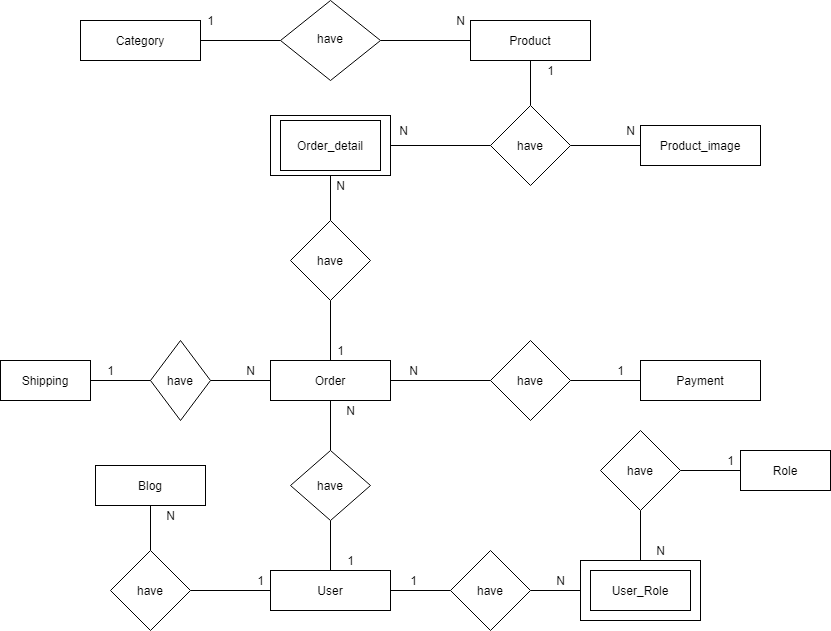 1
N
Category
have
Product
1
N
N
Order_detail
have
Product_image
N
have
1
1
N
N
1
Shipping
have
Order
have
Payment
N
1
have
Role
Blog
have
N
1
N
1
1
N
have
User
have
User_Role